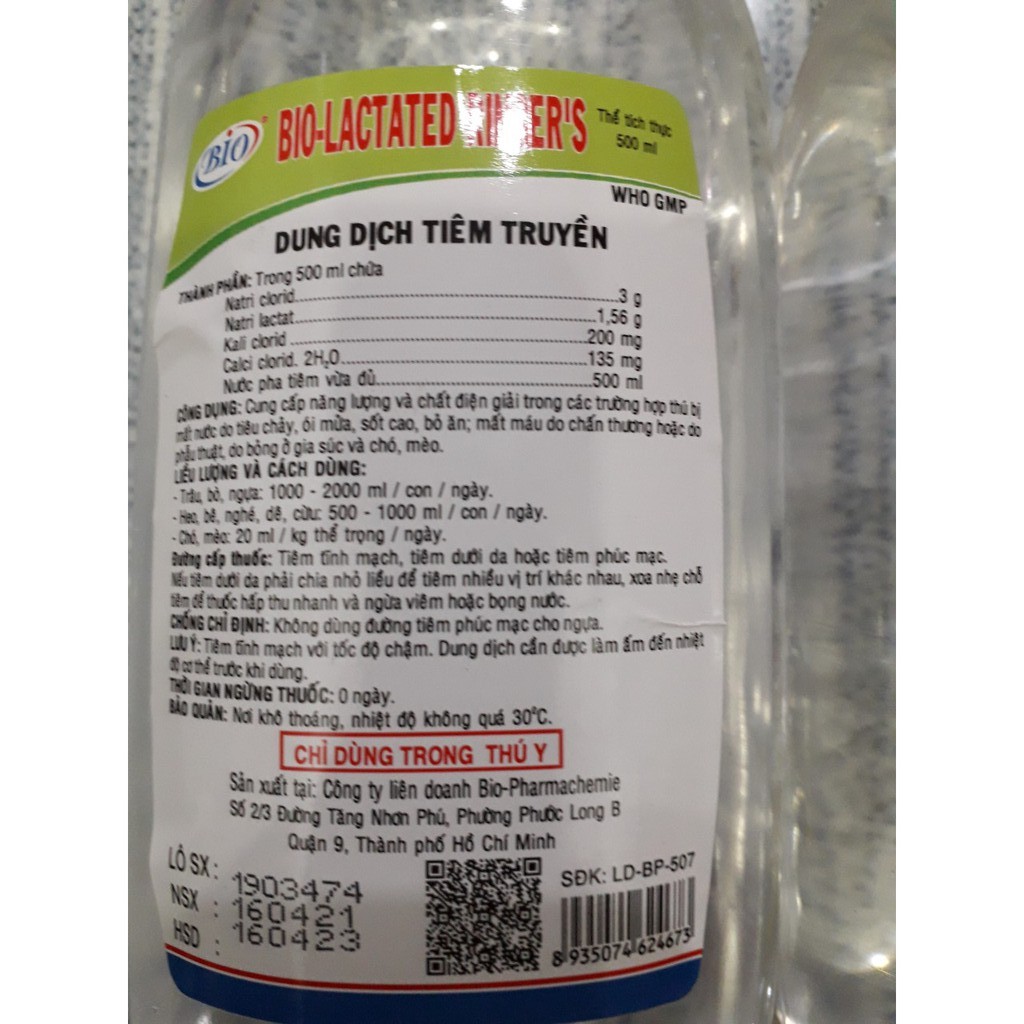 BIO
BIO-LACTATED RINGER'S
Thể tích thực
500 ml
WHO GMP
DUNG DỊCH TIÊM TRUYỀN
THÀNH PHẦN: Trong 500 ml chứa
Natri clorid..........3 g
Natri lactat..........1,56 g
Kali clorid..........200 mg
Calci clorid. 2H₂O..........135 mg
Nước pha tiêm vừa đủ..........500 ml
CÔNG DỤNG: Cung cấp năng lượng và chất điện giải trong các trường hợp thú bị
mất nước do tiêu chảy, ói mửa, sốt cao, bỏ ăn; mất máu do chấn thương hoặc do
phẫu thuật, do bỏng ở gia súc và chó, mèo.
LIỀU LƯỢNG VÀ CÁCH DÙNG:
- Trâu, bò, ngựa: 1000 - 2000 ml / con / ngày.
- Heo, bê, nghé, dê, cừu: 500 - 1000 ml / con / ngày.
- Chó, mèo: 20 ml / kg thể trọng / ngày.
Đường cấp thuốc: Tiêm tĩnh mạch, tiêm dưới da hoặc tiêm phúc mạc.
Nếu tiêm dưới da phải chia nhỏ liều để tiêm nhiều vị trí khác nhau, xoa nhẹ chỗ
tiêm để thuốc hấp thu nhanh và ngừa viêm hoặc bọng nước.
CHỐNG CHỈ ĐỊNH: Không dùng đường tiêm phúc mạc cho ngựa.
LƯU Ý: Tiêm tĩnh mạch với tốc độ chậm. Dung dịch cần được làm ấm đến nhiệt
độ cơ thể trước khi dùng.
THỜI GIAN NGỪNG THUỐC: 0 ngày.
BẢO QUẢN: Nơi khô thoáng, nhiệt độ không quá 30°C.
CHỈ DÙNG TRONG THÚ Y
Sản xuất tại: Công ty liên doanh Bio-Pharmachemie
Số 2/3 Đường Tăng Nhơn Phú, Phường Phước Long B
Quận 9, Thành phố Hồ Chí Minh
LÔ SX: 1903474
NSX : 160421
HSD : 160423
SĐK: LD-BP-507
8 935074 624673